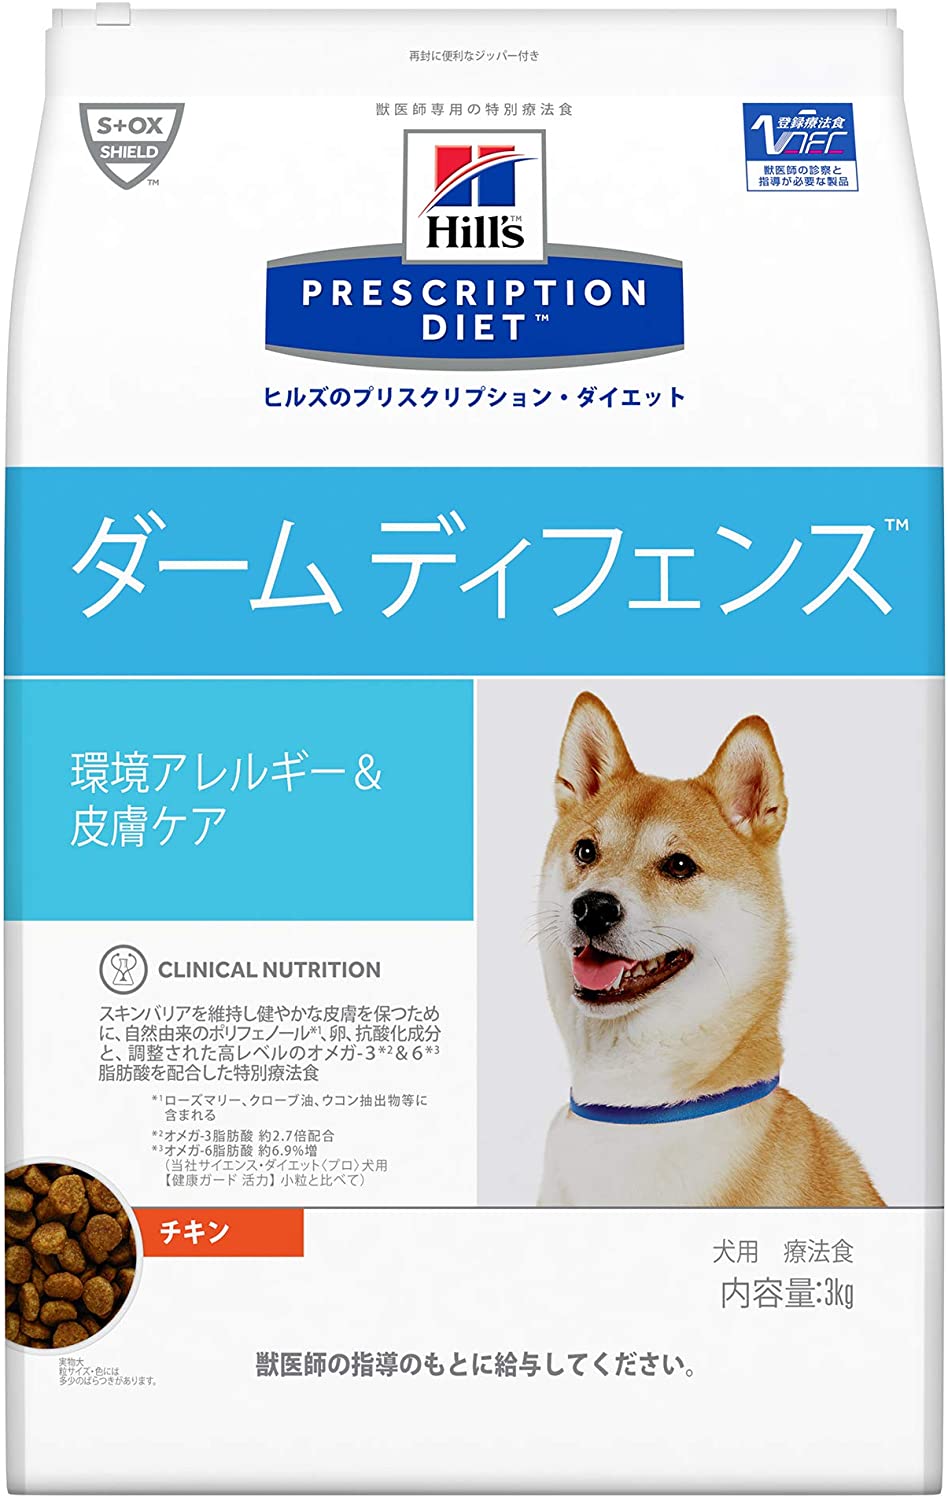 再封に便利なジッパー付き
獣医師専用の特別療法食
S+OX
SHIELD™
登録療法食
VNFC
獣医師の診察と
指導が必要な製品
Hill's™
PRESCRIPTION
DIET™
ヒルズのプリスクリプション・ダイエット
ダーム ディフェンス™
環境アレルギー&
皮膚ケア
CLINICAL NUTRITION
スキンバリアを維持し健やかな皮膚を保つため
に、自然由来のポリフェノール*1、卵、抗酸化成分
と、調整された高レベルのオメガ-3*2&6*3
脂肪酸を配合した特別療法食
*1ローズマリー、クローブ油、ウコン抽出物等に
含まれる
*2オメガ-3脂肪酸 約2.7倍配合
*3オメガ-6脂肪酸 約6.9%増
(当社サイエンス・ダイエット〈プロ〉犬用
【健康ガード 活力】 小粒と比べて)
チキン
犬用 療法食
内容量:3kg
実物大
粒サイズ・色には
多少のばらつきがあります。
獣医師の指導のもとに給与してください。